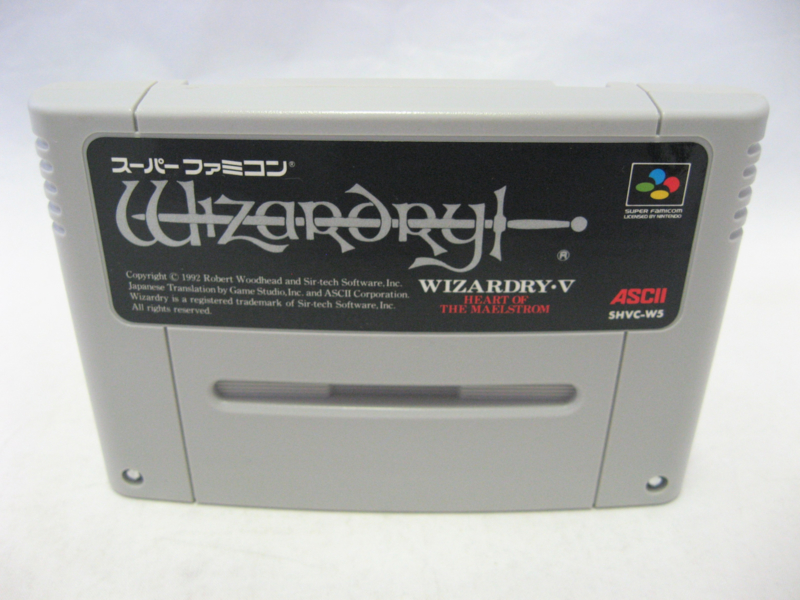 スーパーファミコン®
Wizardry®
SUPER FAMICOM
LICENSED BY NINTENDO
Copyright © 1992 Robert Woodhead and Sir-tech Software, Inc.
Japanese Translation by Game Studio, Inc. and ASCII Corporation.
Wizardry is a registered trademark of Sir-tech Software, Inc.
All rights reserved.
WIZARDRY·V
HEART OF
THE MAELSTROM
ASCII
SHVC-W5